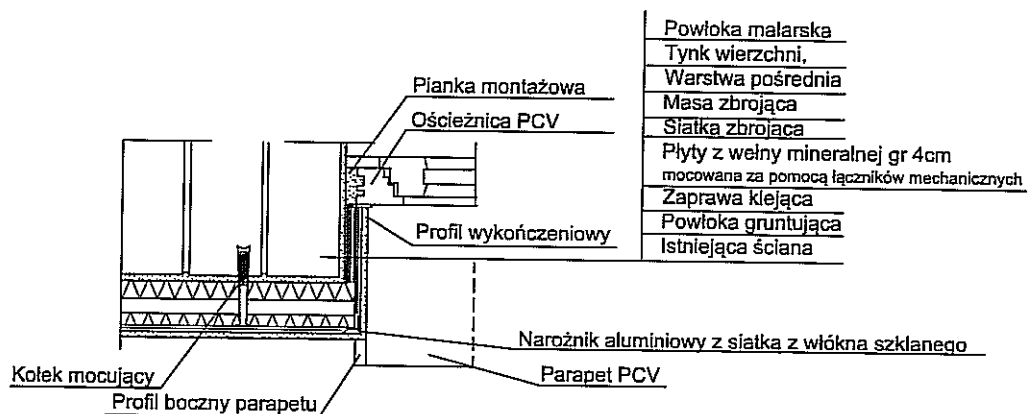 Powłoka malarska
Tynk wierzchni,
Warstwa pośrednia
Masa zbrojąca
Siatka zbrojąca
Płyty z wełny mineralnej gr 4cm
mocowana za pomocą łączników mechanicznych
Zaprawa klejąca
Powłoka gruntująca
Istniejąca ściana
Pianka montażowa
Ościeżnica PCV
Profil wykończeniowy
Narożnik aluminiowy z siatka z włókna szklanego
Parapet PCV
Kołek mocujący
Profil boczny parapetu